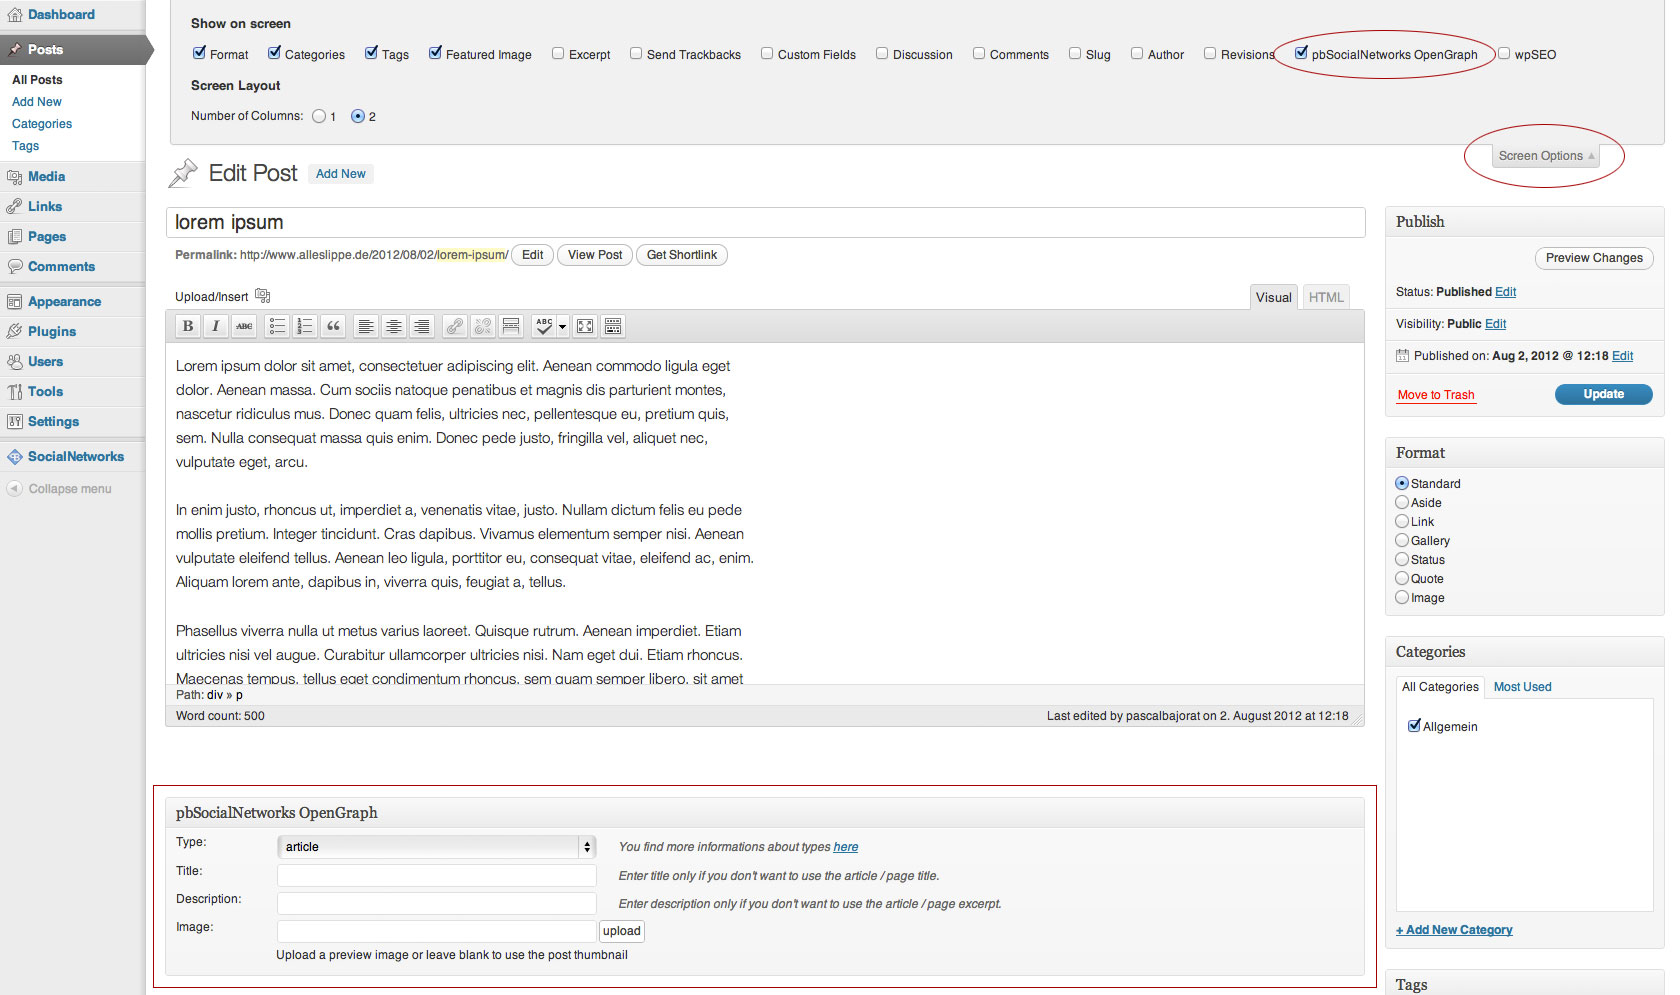 Dashboard
Posts
All Posts
Add New
Categories
Tags
Media
Links
Pages
Comments
Appearance
Plugins
Users
Tools
Settings
SocialNetworks
Collapse menu
Show on screen
Format Categories Tags Featured Image Excerpt Send Trackbacks Custom Fields Discussion Comments Slug Author Revisions pbSocialNetworks OpenGraph wpSEO
Screen Layout
Number of Columns: 1 2
Screen Options
Edit Post Add New
lorem ipsum
Permalink: http://www.alleslippe.de/2012/08/02/lorem-ipsum/ Edit View Post Get Shortlink
Upload/Insert
Visual HTML
B I ABC “ ABC
Lorem ipsum dolor sit amet, consectetuer adipiscing elit. Aenean commodo ligula eget
dolor. Aenean massa. Cum sociis natoque penatibus et magnis dis parturient montes,
nascetur ridiculus mus. Donec quam felis, ultricies nec, pellentesque eu, pretium quis,
sem. Nulla consequat massa quis enim. Donec pede justo, fringilla vel, aliquet nec,
vulputate eget, arcu.
In enim justo, rhoncus ut, imperdiet a, venenatis vitae, justo. Nullam dictum felis eu pede
mollis pretium. Integer tincidunt. Cras dapibus. Vivamus elementum semper nisi. Aenean
vulputate eleifend tellus. Aenean leo ligula, porttitor eu, consequat vitae, eleifend ac, enim.
Aliquam lorem ante, dapibus in, viverra quis, feugiat a, tellus.
Phasellus viverra nulla ut metus varius laoreet. Quisque rutrum. Aenean imperdiet. Etiam
ultricies nisi vel augue. Curabitur ullamcorper ultricies nisi. Nam eget dui. Etiam rhoncus.
Maecenas tempus, tellus eget condimentum rhoncus, sem quam semper libero, sit amet
Path: div » p
Word count: 500
Last edited by pascalbajorat on 2. August 2012 at 12:18
pbSocialNetworks OpenGraph
Type: article You find more informations about types here
Title: Enter title only if you don't want to use the article / page title.
Description: Enter description only if you don't want to use the article / page excerpt.
Image: upload
Upload a preview image or leave blank to use the post thumbnail
Publish
Preview Changes
Status: Published Edit
Visibility: Public Edit
Published on: Aug 2, 2012 @ 12:18 Edit
Move to Trash Update
Format
Standard
Aside
Link
Gallery
Status
Quote
Image
Categories
All Categories Most Used
Allgemein
+ Add New Category
Tags